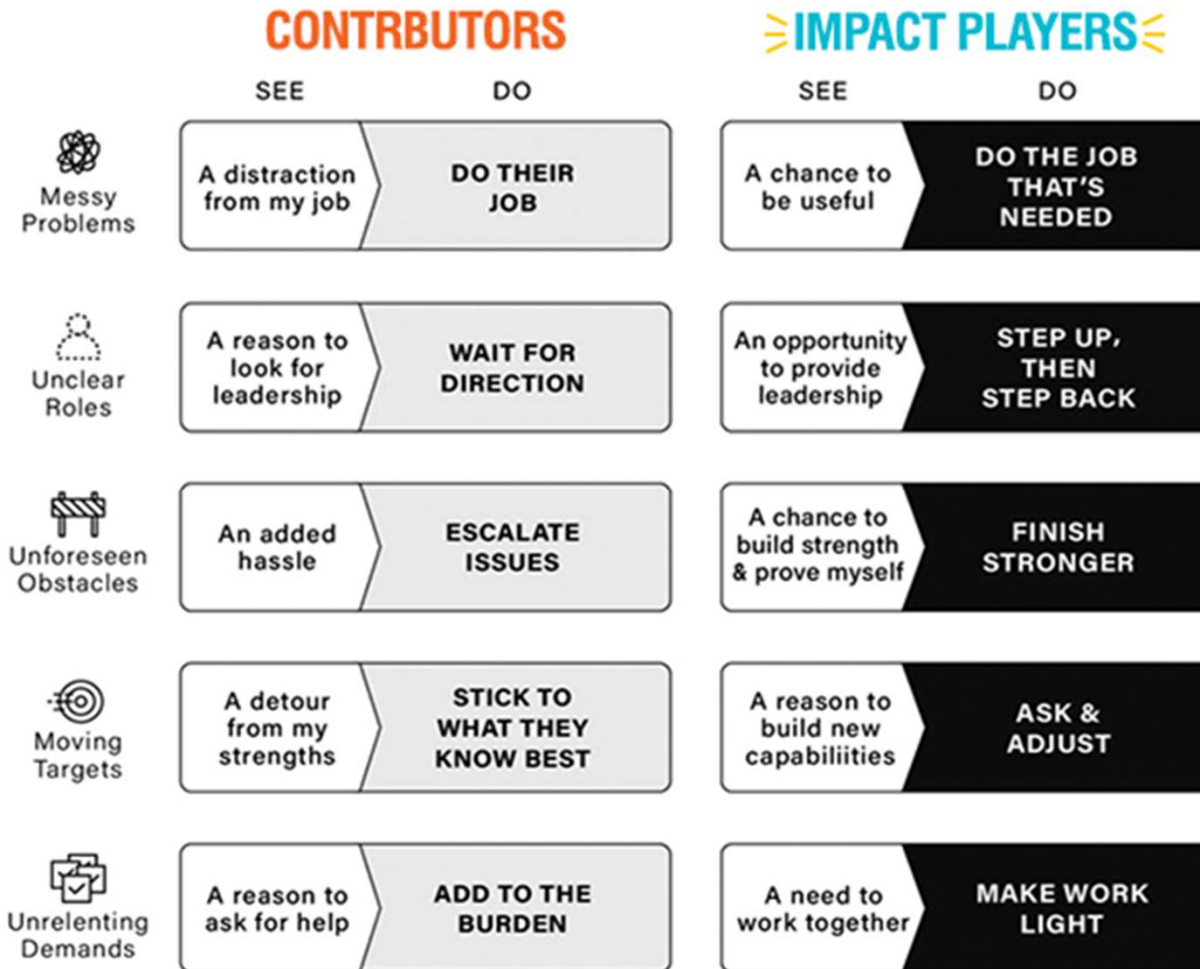 CONTRBUTORS
IMPACT PLAYERS
SEE
DO
SEE
DO
Messy
Problems
A distraction
from my job
DO THEIR
JOB
A chance to
be useful
DO THE JOB
THAT'S
NEEDED
Unclear
Roles
A reason to
look for
leadership
WAIT FOR
DIRECTION
An opportunity
to provide
leadership
STEP UP,
THEN
STEP BACK
Unforeseen
Obstacles
An added
hassle
ESCALATE
ISSUES
A chance to
build strength
& prove myself
FINISH
STRONGER
Moving
Targets
A detour
from my
strengths
STICK TO
WHAT THEY
KNOW BEST
A reason to
build new
capabiliities
ASK &
ADJUST
Unrelenting
Demands
A reason to
ask for help
ADD TO THE
BURDEN
A need to
work together
MAKE WORK
LIGHT